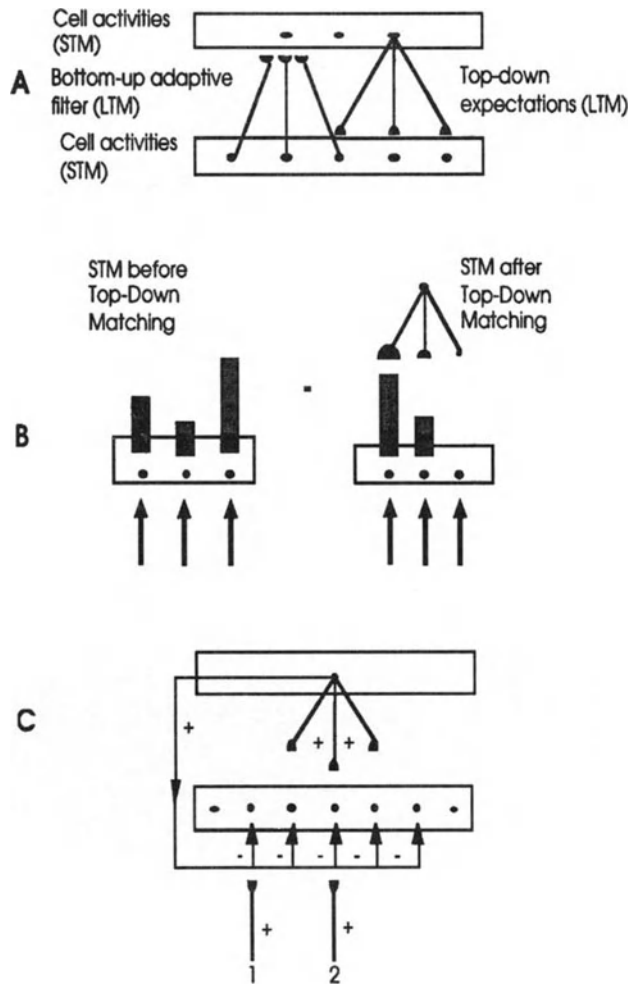 Cell activities
(STM)
A
Bottom-up adaptive
filter (LTM)
Top-down
expectations (LTM)
Cell activities
(STM)
STM before
Top-Down
Matching
STM after
Top-Down
Matching
-
B
C
+
+ +
- - - - -
+ +
1 2